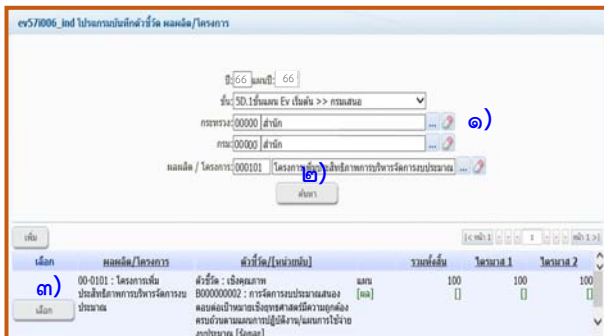 ev57i006_ind โปรแกรมบันทึกตัวชี้วัด ผลผลิต/โครงการ
ปี: 66 แผนปี: 66
ขั้น: 5D.1ขั้นแผน Ev เริ่มต้น >> กรมเสนอ
กระทรวง: 00000 สำนัก ... ๑)
กรม: 00000 สำนัก ...
ผลผลิต / โครงการ: 000101 โครงการเพิ่มประสิทธิภาพการบริหารจัดการงบประมาณ ...
๒)
ค้นหา
เพิ่ม |< หน้า 1 1 หน้า 1 >|
เลือก ผลผลิต/โครงการ ตัวชี้วัด/[หน่วยนับ] รวมทั้งสิ้น ไตรมาส 1 ไตรมาส 2
๓) 00-0101 : โครงการเพิ่ม ตัวชี้วัด : เชิงคุณภาพ แผน 100 100 100
ประสิทธิภาพการบริหารจัดการงบ B000000002 : การจัดการงบประมาณสนอง [ผล] [] [] []
เลือก ประมาณ ตอบต่อเป้าหมายเชิงยุทธศาสตร์มีความถูกต้อง
ครบถ้วนตามแผนการปฏิบัติงาน/แผนการใช้จ่าย
งบประมาณ [ร้อยละ]